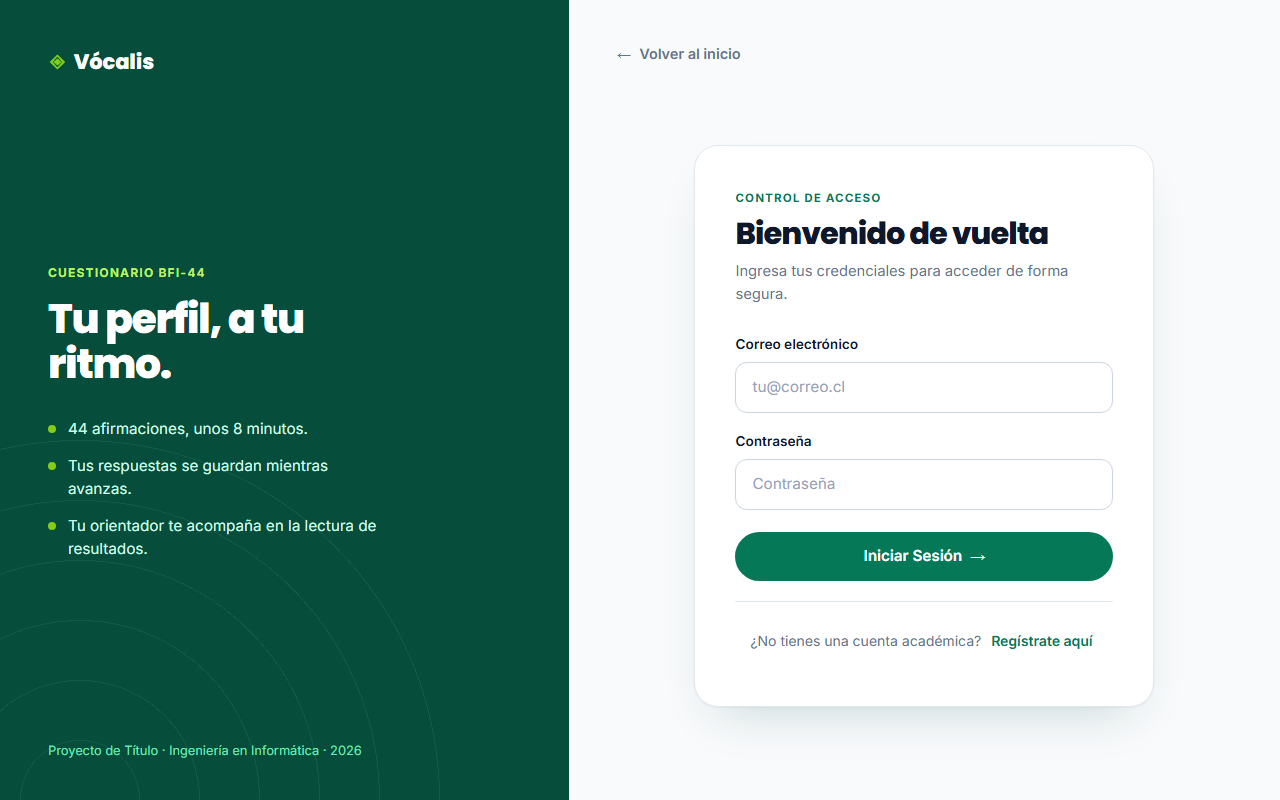 Vócalis
CUESTIONARIO BFI-44
Tu perfil, a tu
ritmo.
44 afirmaciones, unos 8 minutos.
Tus respuestas se guardan mientras
avanzas.
Tu orientador te acompaña en la lectura de
resultados.
Proyecto de Título · Ingeniería en Informática · 2026
← Volver al inicio
CONTROL DE ACCESO
Bienvenido de vuelta
Ingresa tus credenciales para acceder de forma
segura.
Correo electrónico
tu@correo.cl
Contraseña
Contraseña
Iniciar Sesión →
¿No tienes una cuenta académica? Regístrate aquí